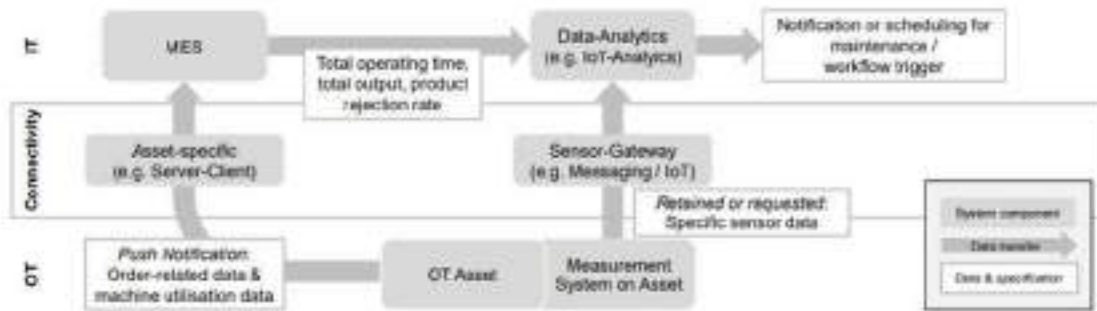 IT
MES
Total operating time,
total output, product
rejection rate
Data-Analytics
(e.g. IoT-Analyics)
Notification or scheduling for
maintenance /
workflow trigger
Connectivity
Asset-specific
(e.g. Server-Client)
Sensor-Gateway
(e.g. Messaging / IoT)
Retained or requested:
Specific sensor data
OT
Push Notification:
Order-related data &
machine utilisation data
OT Asset
Measurement
System on Asset
System component
Data transfer
Data & specification